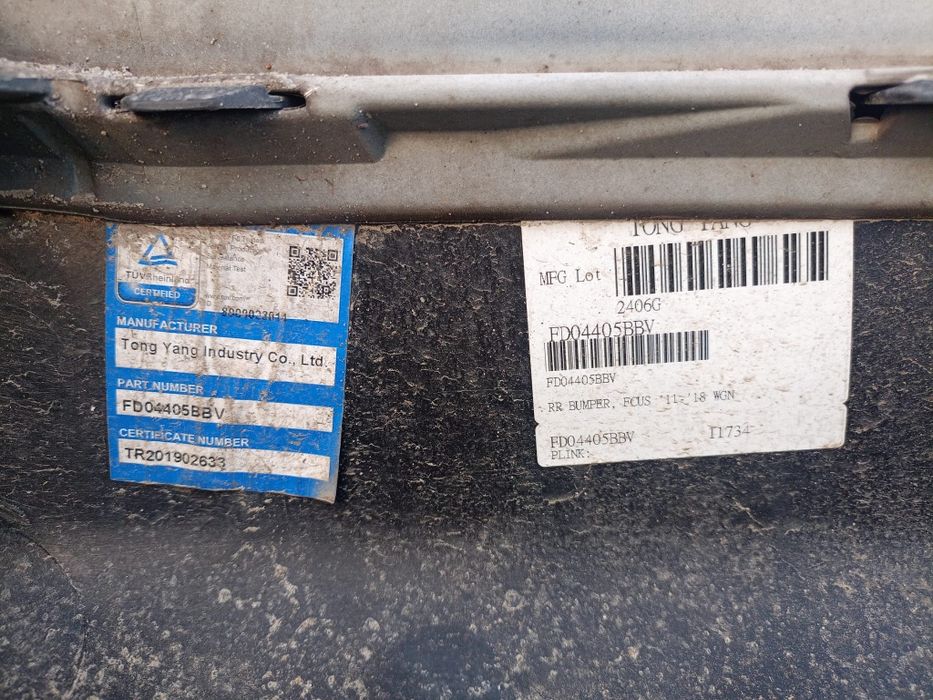 TÜVRheinland
CERTIFIED
MANUFACTURER
Tong Yang Industry Co., Ltd.
PART NUMBER
FD04405BBV
CERTIFICATE NUMBER
TR201902633
TONG YANG
MFG Lot
2406G
FD04405BBV
FD04405BBV
RR BUMPER, FCUS '11-'18 WGN
FD04405BBV I1734
PLINK: